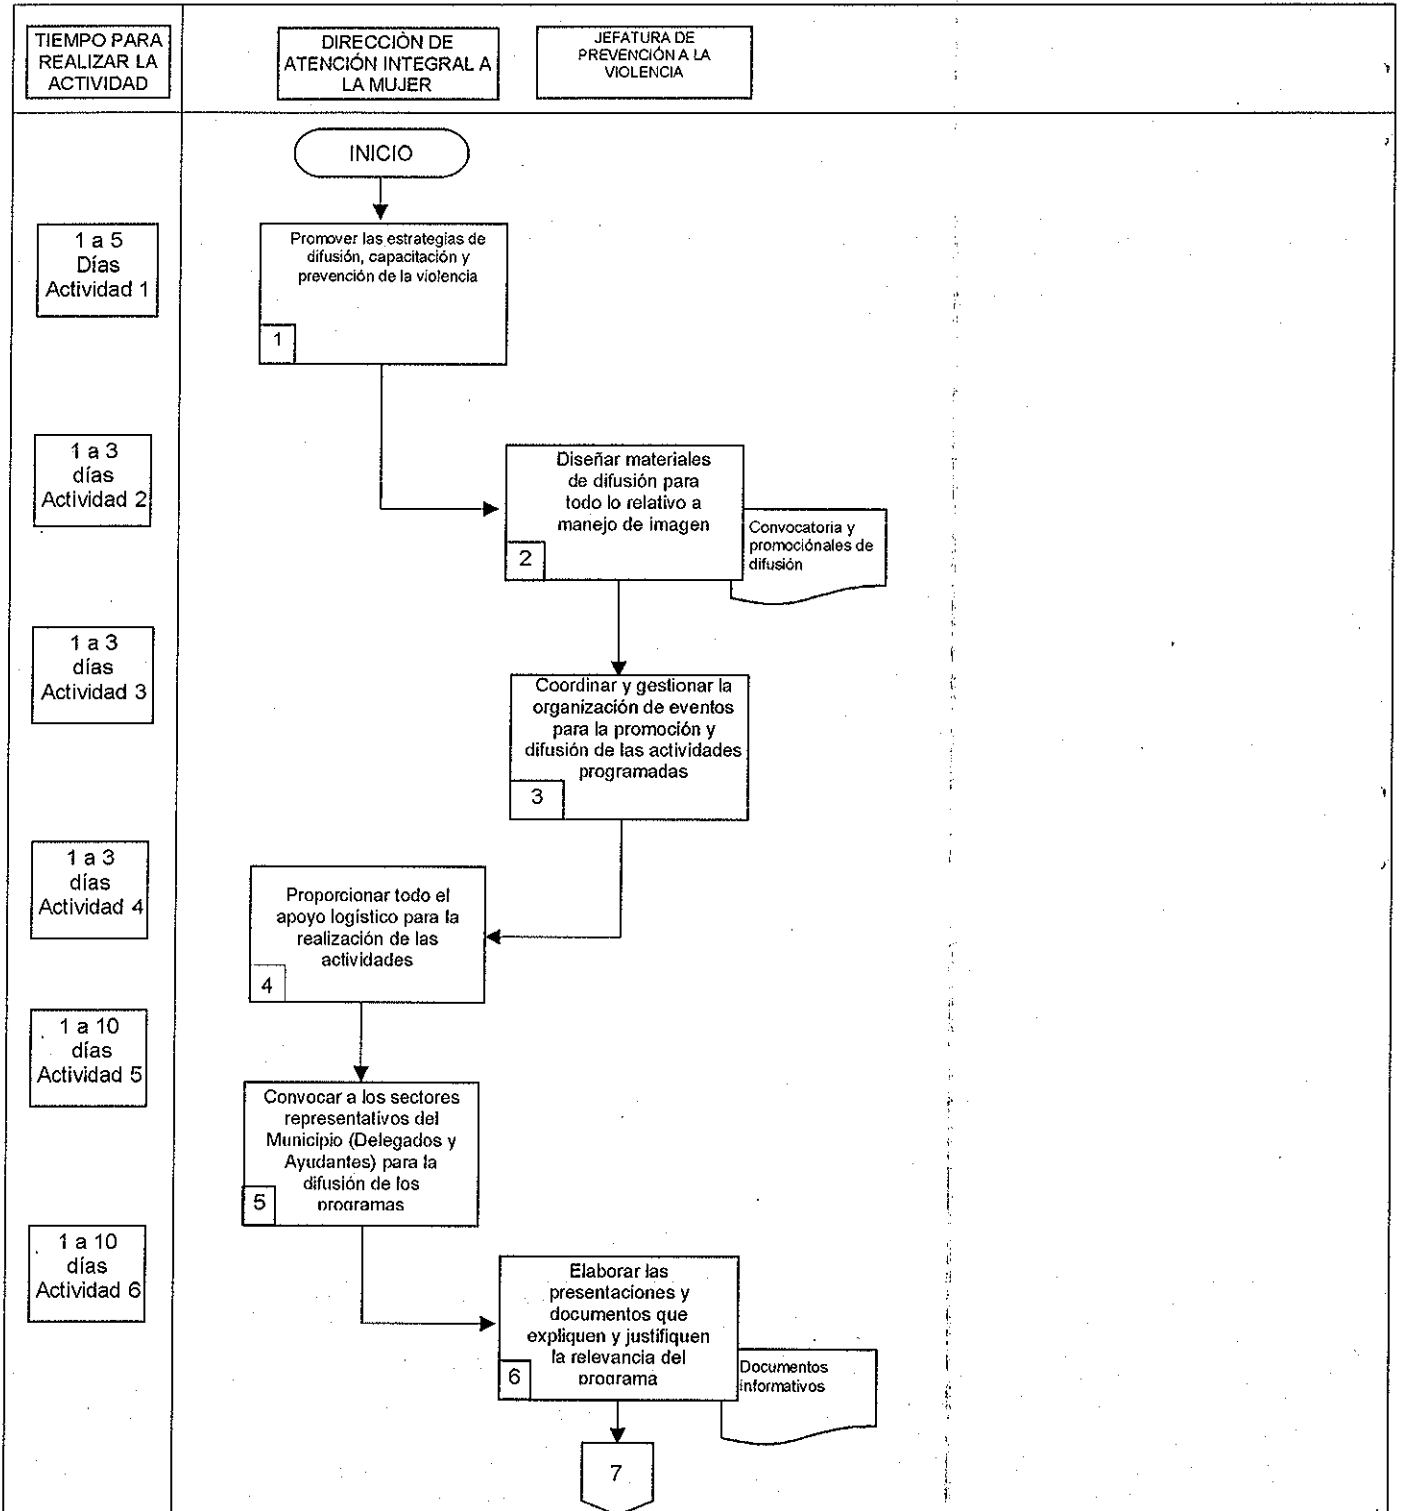 TIEMPO PARA
REALIZAR LA
ACTIVIDAD
DIRECCIÒN DE
ATENCIÓN INTEGRAL A
LA MUJER
JEFATURA DE
PREVENCIÓN A LA
VIOLENCIA
INICIO
1 a 5
Días
Actividad 1
Promover las estrategias de
difusión, capacitación y
prevención de la violencia
1
1 a 3
días
Actividad 2
Diseñar materiales
de difusión para
todo lo relativo a
manejo de imagen
2
Convocatoria y
promociónales de
difusión
1 a 3
días
Actividad 3
Coordinar y gestionar la
organización de eventos
para la promoción y
difusión de las actividades
programadas
3
1 a 3
días
Actividad 4
Proporcionar todo el
apoyo logístico para la
realización de las
actividades
4
1 a 10
días
Actividad 5
Convocar a los sectores
representativos del
Municipio (Delegados y
Ayudantes) para la
difusión de los
programas
5
1 a 10
días
Actividad 6
Elaborar las
presentaciones y
documentos que
expliquen y justifiquen
la relevancia del
programa
6
Documentos
informativos
7